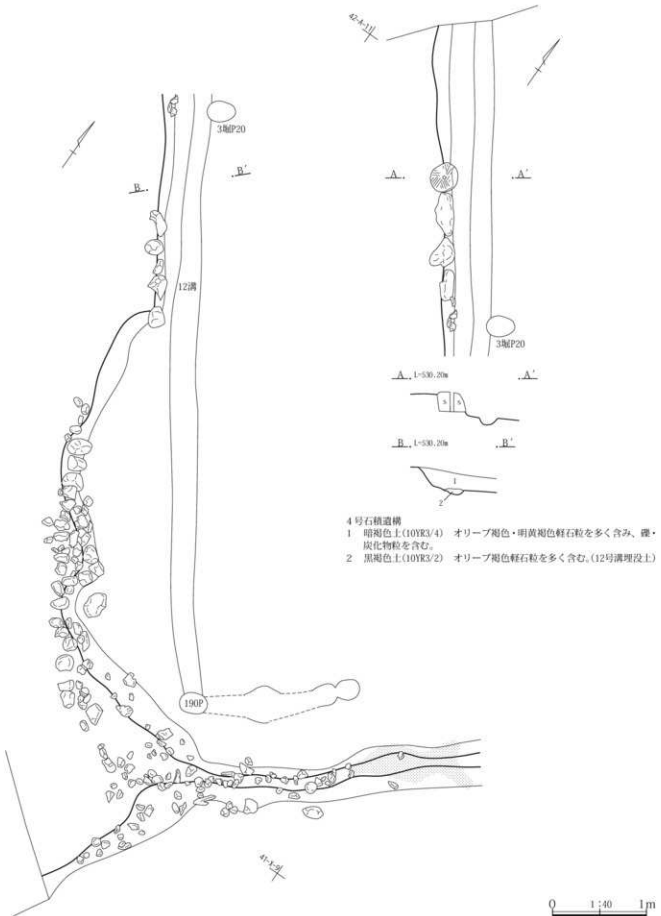 42-A-11
3堀P20
B
B'
A
A'
12溝
3堀P20
A L=530.20m A'
B L=530.20m B'
S S
1
2
4号石積遺構
1 暗褐色土(10YR3/4) オリーブ褐色・明黄褐色軽石粒を多く含み、礫・
炭化物粒を含む。
2 黒褐色土(10YR3/2) オリーブ褐色軽石粒を多く含む。(12号溝埋没土)
190P
0 1:40 1m